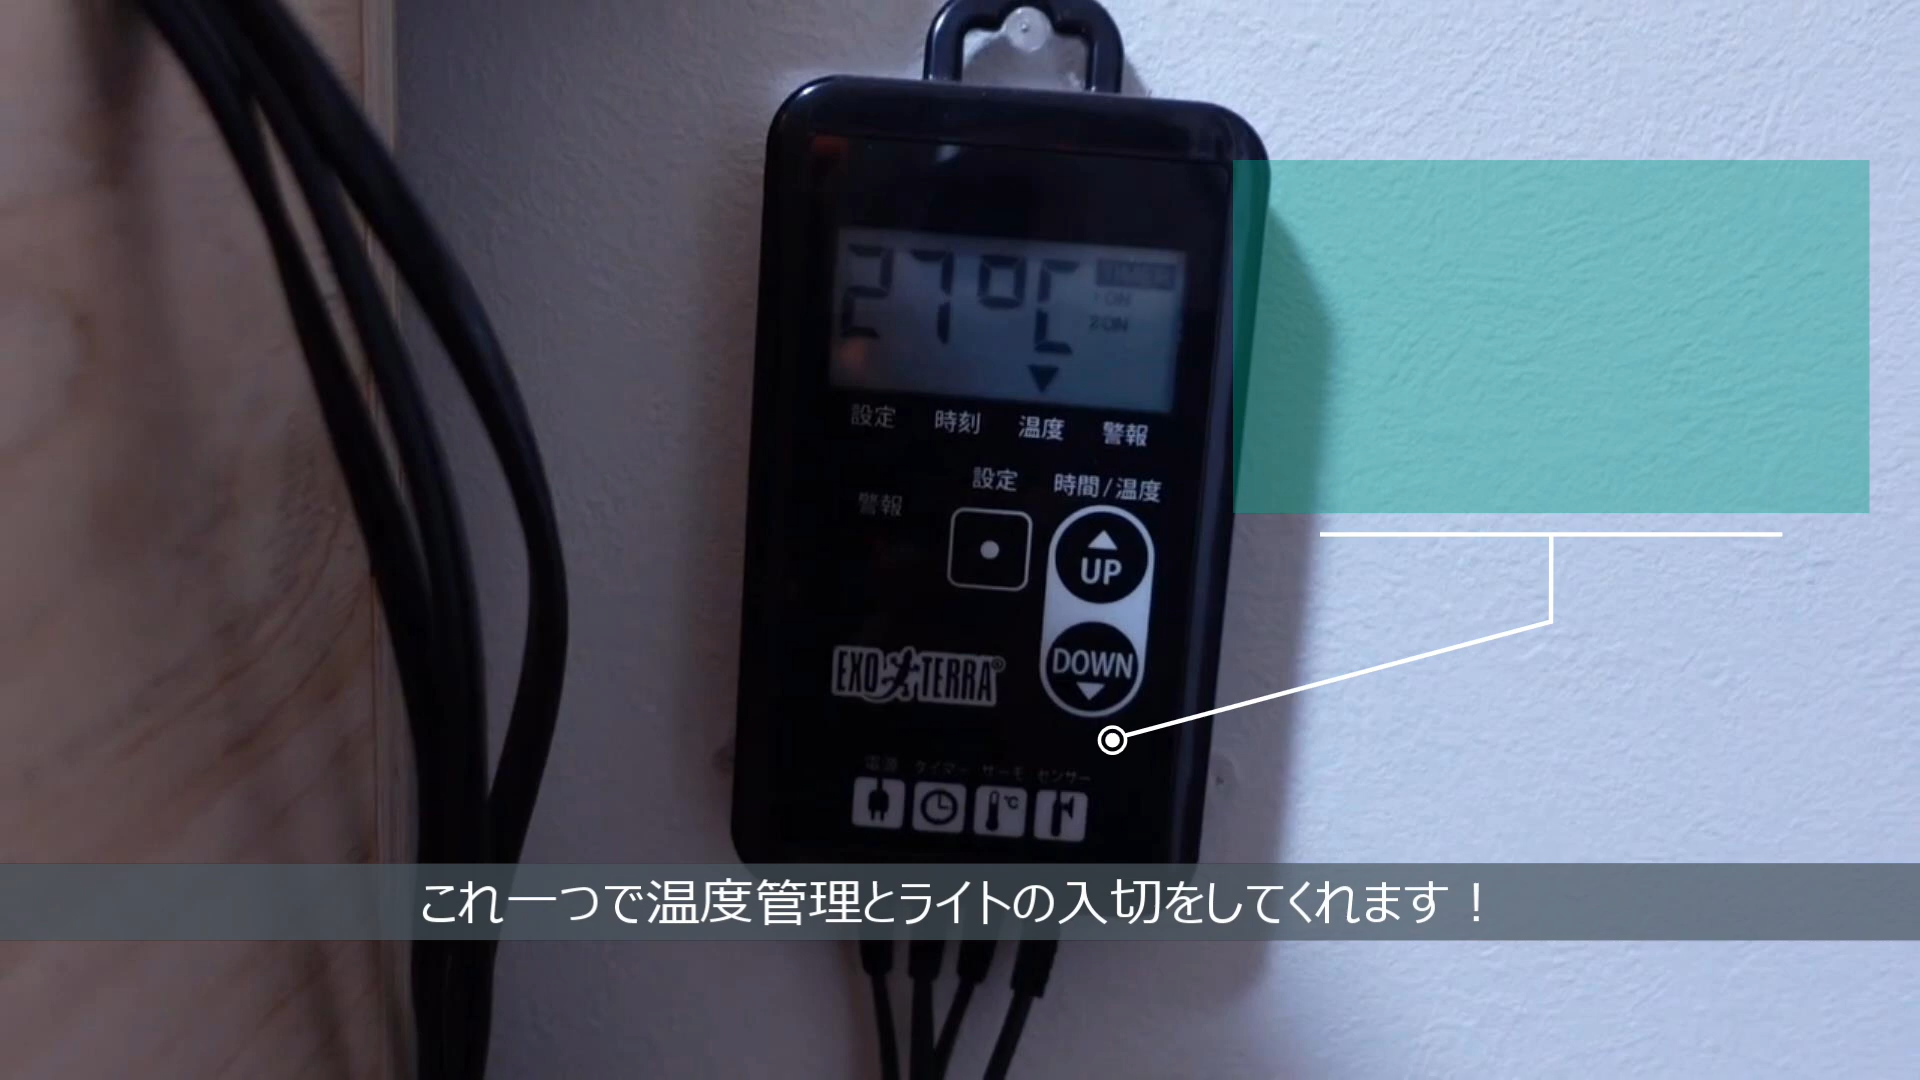 27℃
TIMER
1 ON
2 ON
設定 時刻 温度 警報
設定 時間/温度
警報
UP
DOWN
EXO TERRA®
電源 タイマー サーモ センサー
℃
これ一つで温度管理とライトの入切をしてくれます！